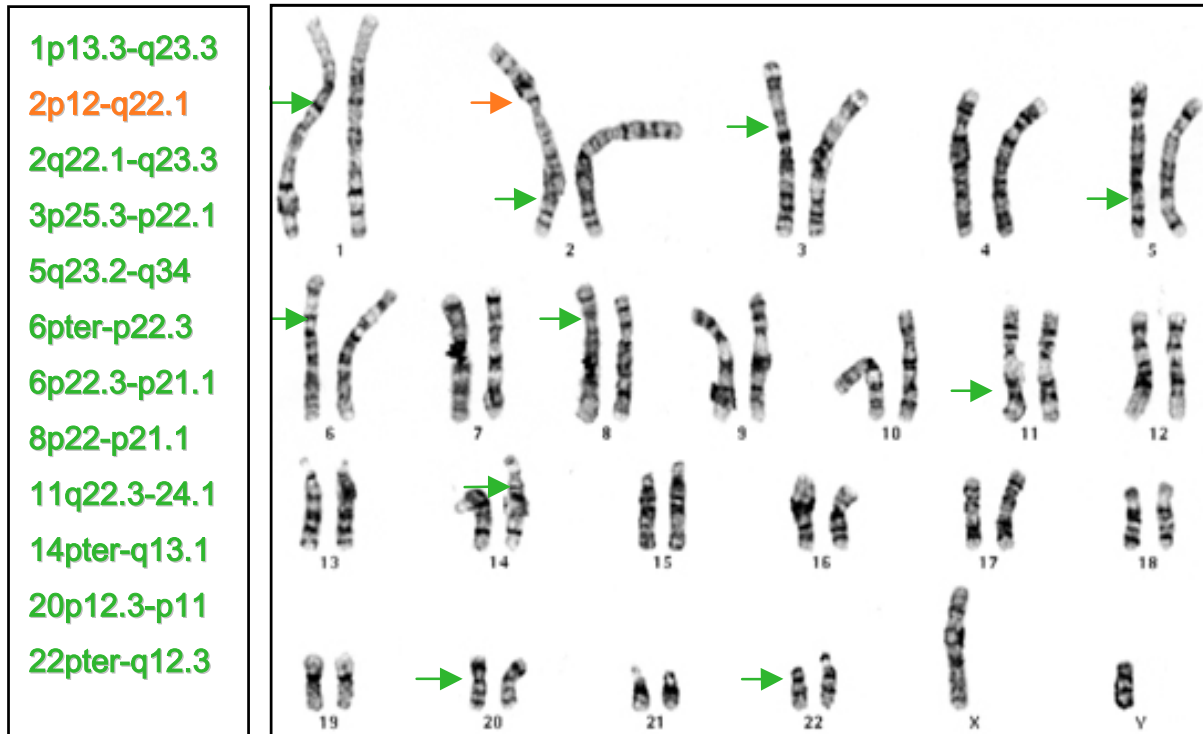 1p13.3-q23.3
2p12-q22.1
2q22.1-q23.3
3p25.3-p22.1
5q23.2-q34
6pter-p22.3
6p22.3-p21.1
8p22-p21.1
11q22.3-24.1
14pter-q13.1
20p12.3-p11
22pter-q12.3
1 2 3 4 5
6 7 8 9 10 11 12
13 14 15 16 17 18
19 20 21 22 X Y